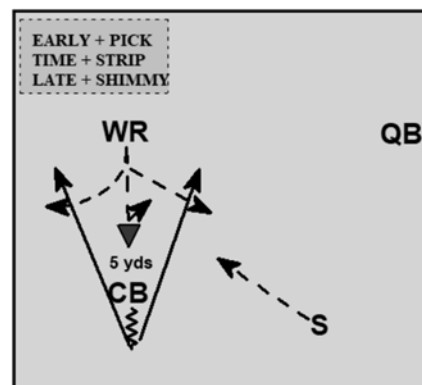 EARLY + PICK
TIME + STRIP
LATE + SHIMMY
WR
QB
5 yds
CB
S